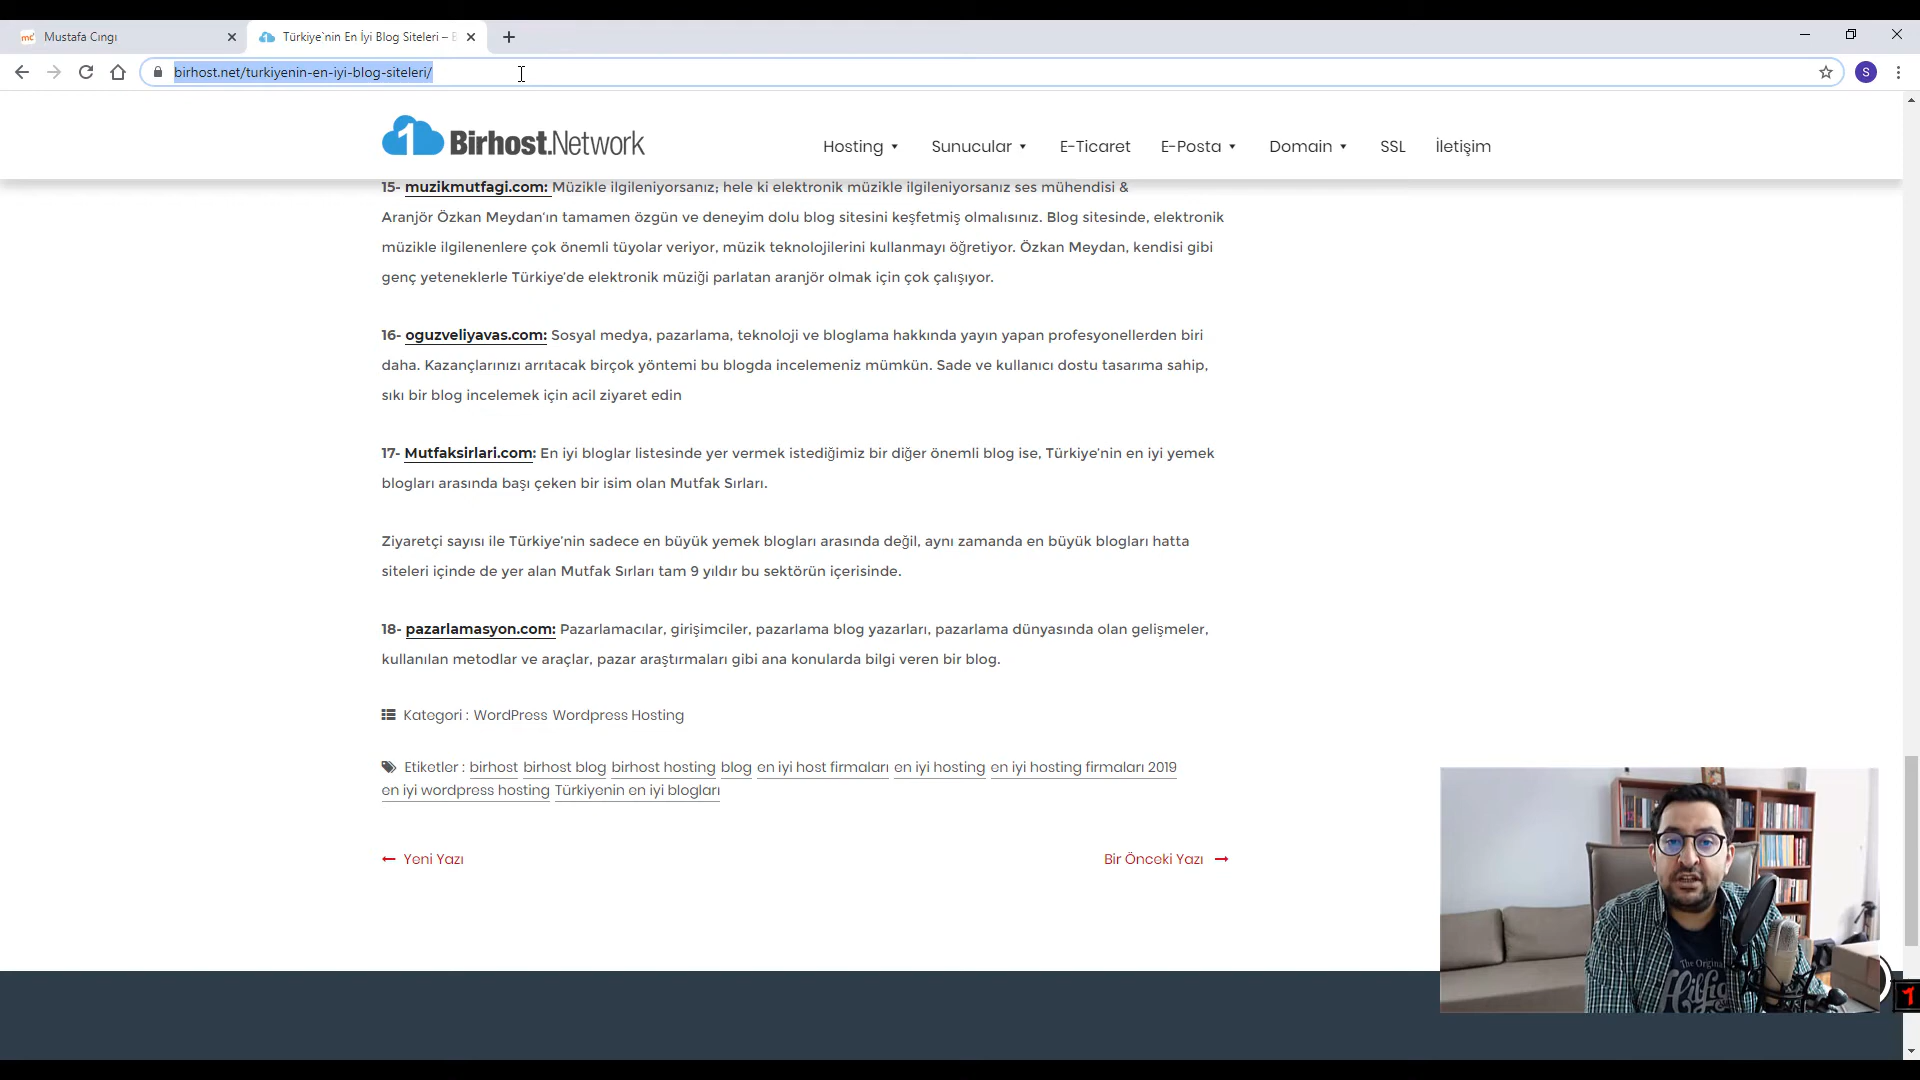 Mustafa Cıngı
Türkiye`nin En İyi Blog Siteleri – B
birhost.net/turkiyenin-en-iyi-blog-siteleri/
S
1 Birhost.Network
Hosting Sunucular E-Ticaret E-Posta Domain SSL İletişim
15- muzikmutfagi.com: Müzikle ilgileniyorsanız; hele ki elektronik müzikle ilgileniyorsanız ses mühendisi &
Aranjör Özkan Meydan’ın tamamen özgün ve deneyim dolu blog sitesini keşfetmiş olmalısınız. Blog sitesinde, elektronik
müzikle ilgilenenlere çok önemli tüyolar veriyor, müzik teknolojilerini kullanmayı öğretiyor. Özkan Meydan, kendisi gibi
genç yeteneklerle Türkiye’de elektronik müziği parlatan aranjör olmak için çok çalışıyor.
16- oguzveliyavas.com: Sosyal medya, pazarlama, teknoloji ve bloglama hakkında yayın yapan profesyonellerden biri
daha. Kazançlarınızı arrıtacak birçok yöntemi bu blogda incelemeniz mümkün. Sade ve kullanıcı dostu tasarıma sahip,
sıkı bir blog incelemek için acil ziyaret edin
17- Mutfaksirlari.com: En iyi bloglar listesinde yer vermek istediğimiz bir diğer önemli blog ise, Türkiye’nin en iyi yemek
blogları arasında başı çeken bir isim olan Mutfak Sırları.
Ziyaretçi sayısı ile Türkiye’nin sadece en büyük yemek blogları arasında değil, aynı zamanda en büyük blogları hatta
siteleri içinde de yer alan Mutfak Sırları tam 9 yıldır bu sektörün içerisinde.
18- pazarlamasyon.com: Pazarlamacılar, girişimciler, pazarlama blog yazarları, pazarlama dünyasında olan gelişmeler,
kullanılan metodlar ve araçlar, pazar araştırmaları gibi ana konularda bilgi veren bir blog.
Kategori : WordPress Wordpress Hosting
Etiketler : birhost birhost blog birhost hosting blog en iyi host firmaları en iyi hosting en iyi hosting firmaları 2019
en iyi wordpress hosting Türkiyenin en iyi blogları
Yeni Yazı
Bir Önceki Yazı
The Original
Hilfig